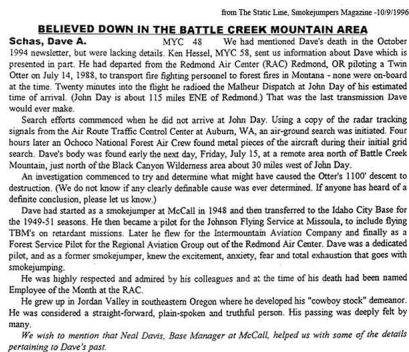 from The Static Line, Smokejumpers Magazine -10/9/1996
BELIEVED DOWN IN THE BATTLE CREEK MOUNTAIN AREA
Schas, Dave A. MYC 48 We had mentioned Dave's death in the October
1994 newsletter, but were lacking details. Ken Hessel, MYC 58, sent us information about Dave which is
presented in part. He had departed from the Redmond Air Center (RAC) Redmond, OR piloting a Twin
Otter on July 14, 1988, to transport fire fighting personnel to forest fires in Montana - none were on-board
at the time. Twenty minutes into the flight he radioed the Malheur Dispatch at John Day of his estimated
time of arrival. (John Day is about 115 miles ENE of Redmond.) That was the last transmission Dave
would ever make.
Search efforts commenced when he did not arrive at John Day. Using a copy of the radar tracking
signals from the Air Route Traffic Control Center at Auburn, WA, an air-ground search was initiated. Four
hours later an Ochoco National Forest Air Crew found metal pieces of the aircraft during their initial grid
search. Dave's body was found early the next day, Friday, July 15, at a remote area north of Battle Creek
Mountain, just north of the Black Canyon Wilderness area about 30 miles west of John Day.
An investigation commenced to try and determine what might have caused the Otter's 1100' descent to
destruction. (We do not know if any clearly definable cause was ever determined. If anyone has heard of a
definite conclusion, please let us know.)
Dave had started as a smokejumper at McCall in 1948 and then transferred to the Idaho City Base for
the 1949-51 seasons. He then became a pilot for the Johnson Flying Service at Missoula, to include flying
TBM's on retardant missions. Later he flew for the Intermountain Aviation Company and finally as a
Forest Service Pilot for the Regional Aviation Group out of the Redmond Air Center. Dave was a dedicated
pilot, and as a former smokejumper, knew the excitement, anxiety, fear and total exhaustion that goes with
smokejumping.
He was highly respected and admired by his colleagues and at the time of his death had been named
Employee of the Month at the RAC.
He grew up in Jordan Valley in southeastern Oregon where he developed his "cowboy stock" demeanor.
He was considered a straight-forward, plain-spoken and truthful person. His passing was deeply felt by
many.
We wish to mention that Neal Davis, Base Manager at McCall, helped us with some of the details
pertaining to Dave's past.